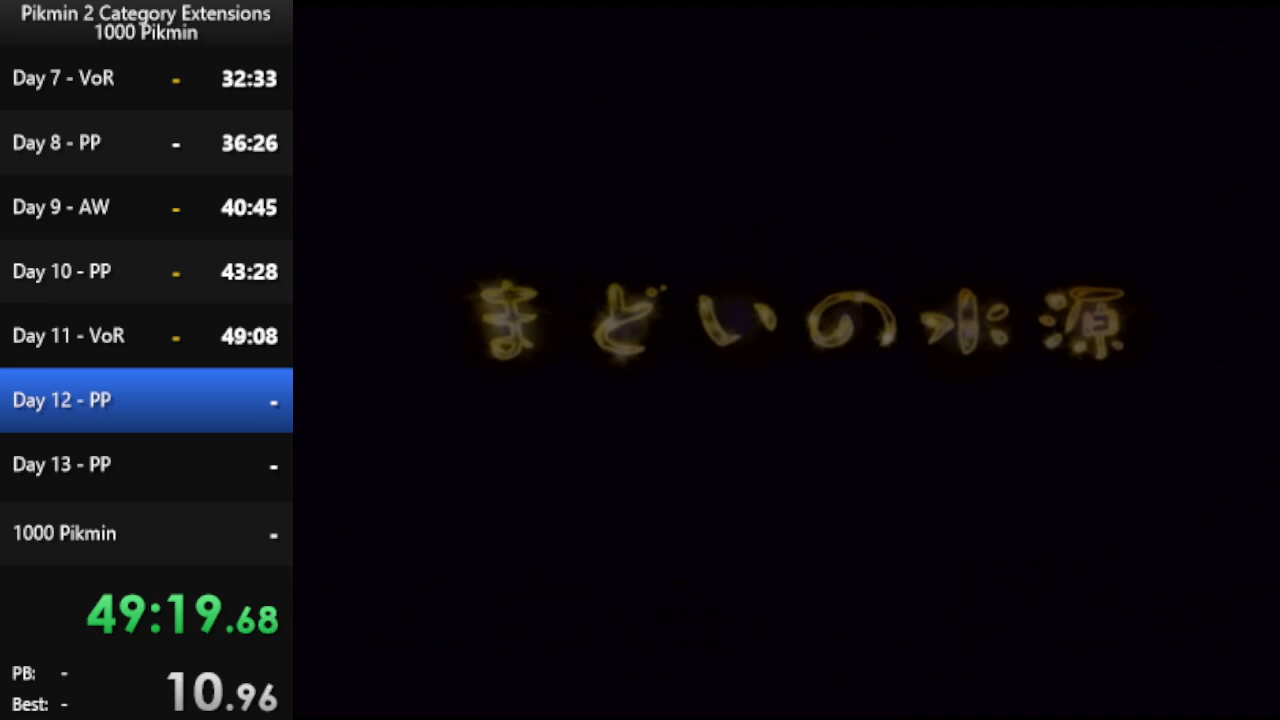 Pikmin 2 Category Extensions
1000 Pikmin
Day 7 - VoR - 32:33
Day 8 - PP - 36:26
Day 9 - AW - 40:45
Day 10 - PP - 43:28
Day 11 - VoR - 49:08
Day 12 - PP -
Day 13 - PP -
1000 Pikmin -
49:19.68
PB: - 10.96
Best: -
まどいの水源